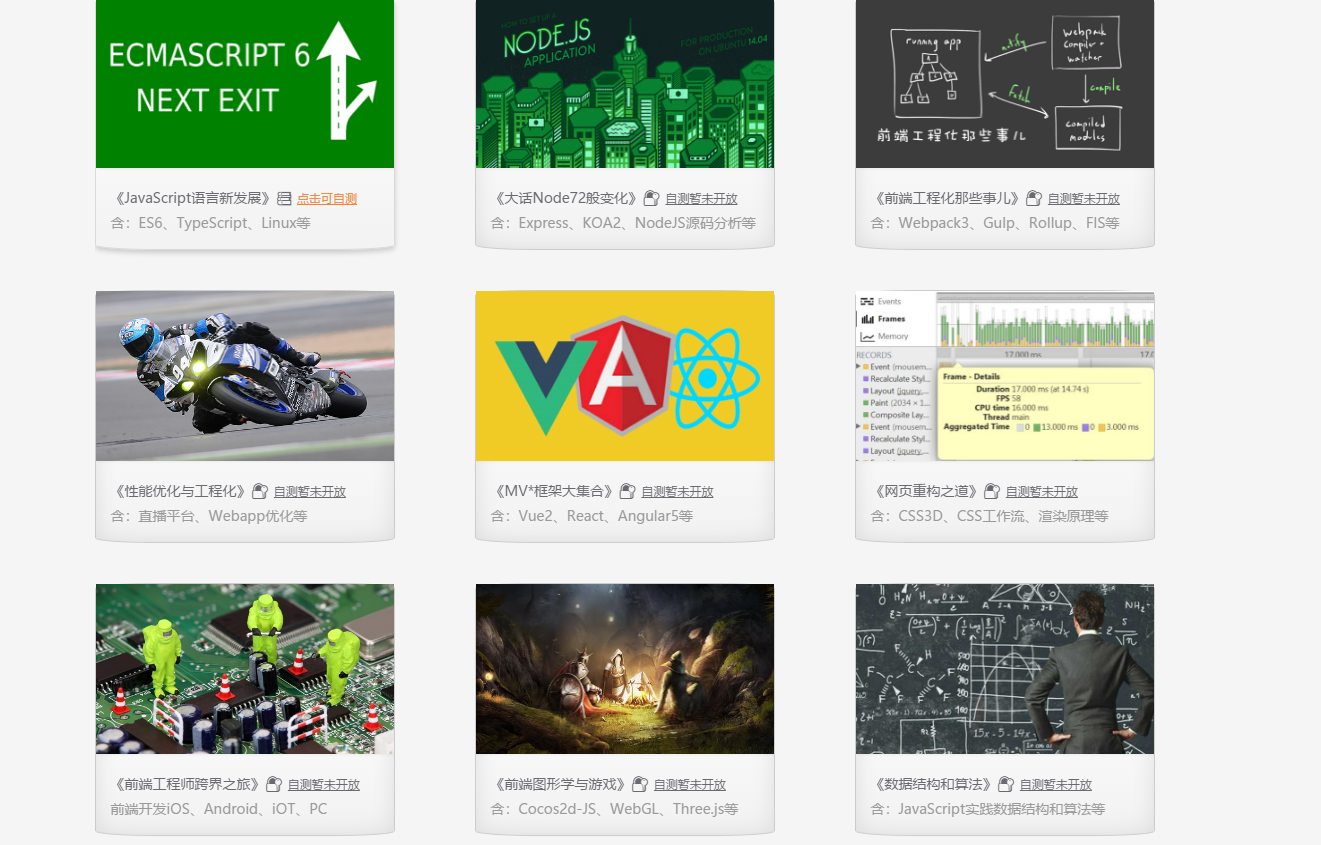 ECMASCRIPT 6
NEXT EXIT
HOW TO SET UP A
NODE.JS
APPLICATION
FOR PRODUCTION
ON UBUNTU 14.04
running app
notify
webpack
compiler +
watcher
compile
compiled
modules
前端工程化那些事儿
《JavaScript语言新发展》 点击可自测
含：ES6、TypeScript、Linux等
《大话Node72般变化》 自测暂未开放
含：Express、KOA2、NodeJS源码分析等
《前端工程化那些事儿》 自测暂未开放
含：Webpack3、Gulp、Rollup、FIS等
94
A
Events
Frames
Memory
RECORDS
17.000 ms
17.0
Event (mousem...
Recalculate Styl...
Layout (jquery,...
Paint (2034 × 1...
Composite Lay...
Event (mousem...
Recalculate Styl...
Layout (jquery,...
Frame - Details
Duration 17.000 ms (at 14.74 s)
FPS 58
CPU time 16.000 ms
Thread main
Aggregated Time 0 13.000 ms 0 3.000 ms
《性能优化与工程化》 自测暂未开放
含：直播平台、Webapp优化等
《MV*框架大集合》 自测暂未开放
含：Vue2、React、Angular5等
《网页重构之道》 自测暂未开放
含：CSS3D、CSS工作流、渲染原理等
NH₂
500
400
300
200
100
15x-5-14x
《前端工程师跨界之旅》 自测暂未开放
前端开发iOS、Android、iOT、PC
《前端图形学与游戏》 自测暂未开放
含：Cocos2d-JS、WebGL、Three.js等
《数据结构和算法》 自测暂未开放
含：JavaScript实践数据结构和算法等